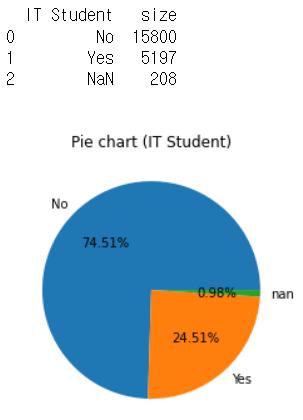 IT Student size
0 No 15800
1 Yes 5197
2 NaN 208
Pie chart (IT Student)
No
74.51%
0.98%
nan
24.51%
Yes